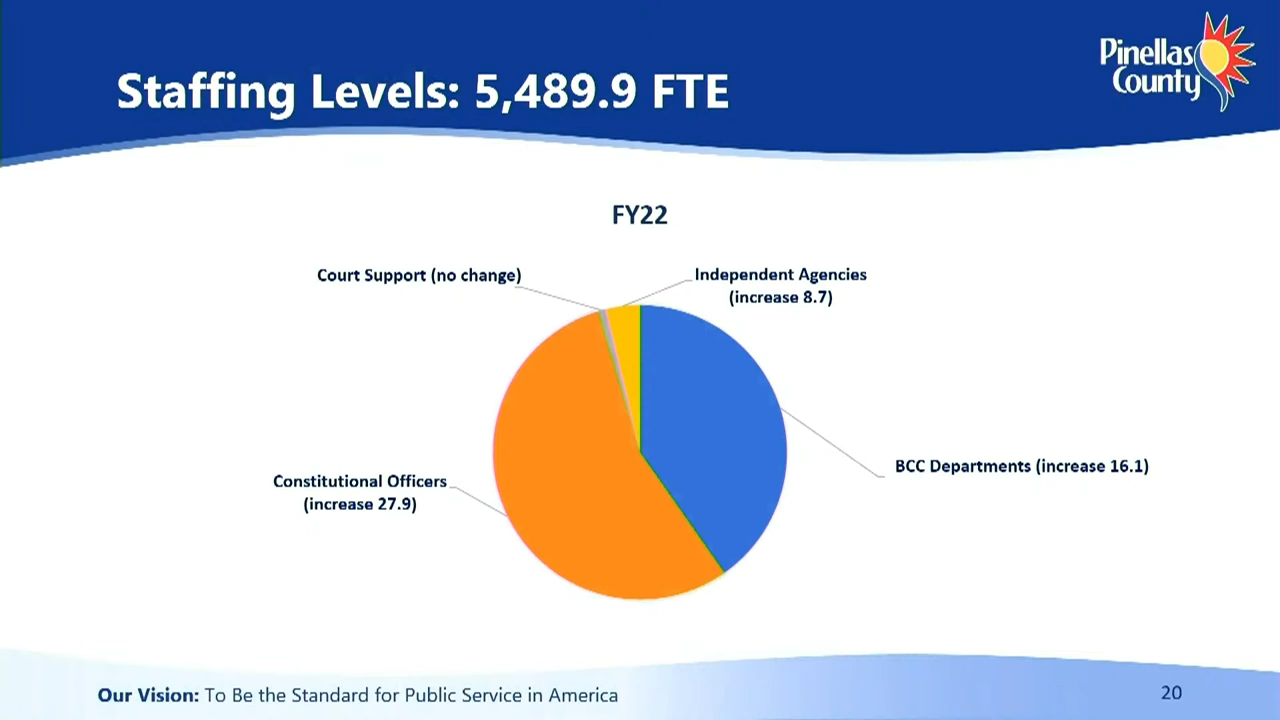 Pinellas
County
Staffing Levels: 5,489.9 FTE
FY22
Court Support (no change)
Independent Agencies
(increase 8.7)
BCC Departments (increase 16.1)
Constitutional Officers
(increase 27.9)
Our Vision: To Be the Standard for Public Service in America
20